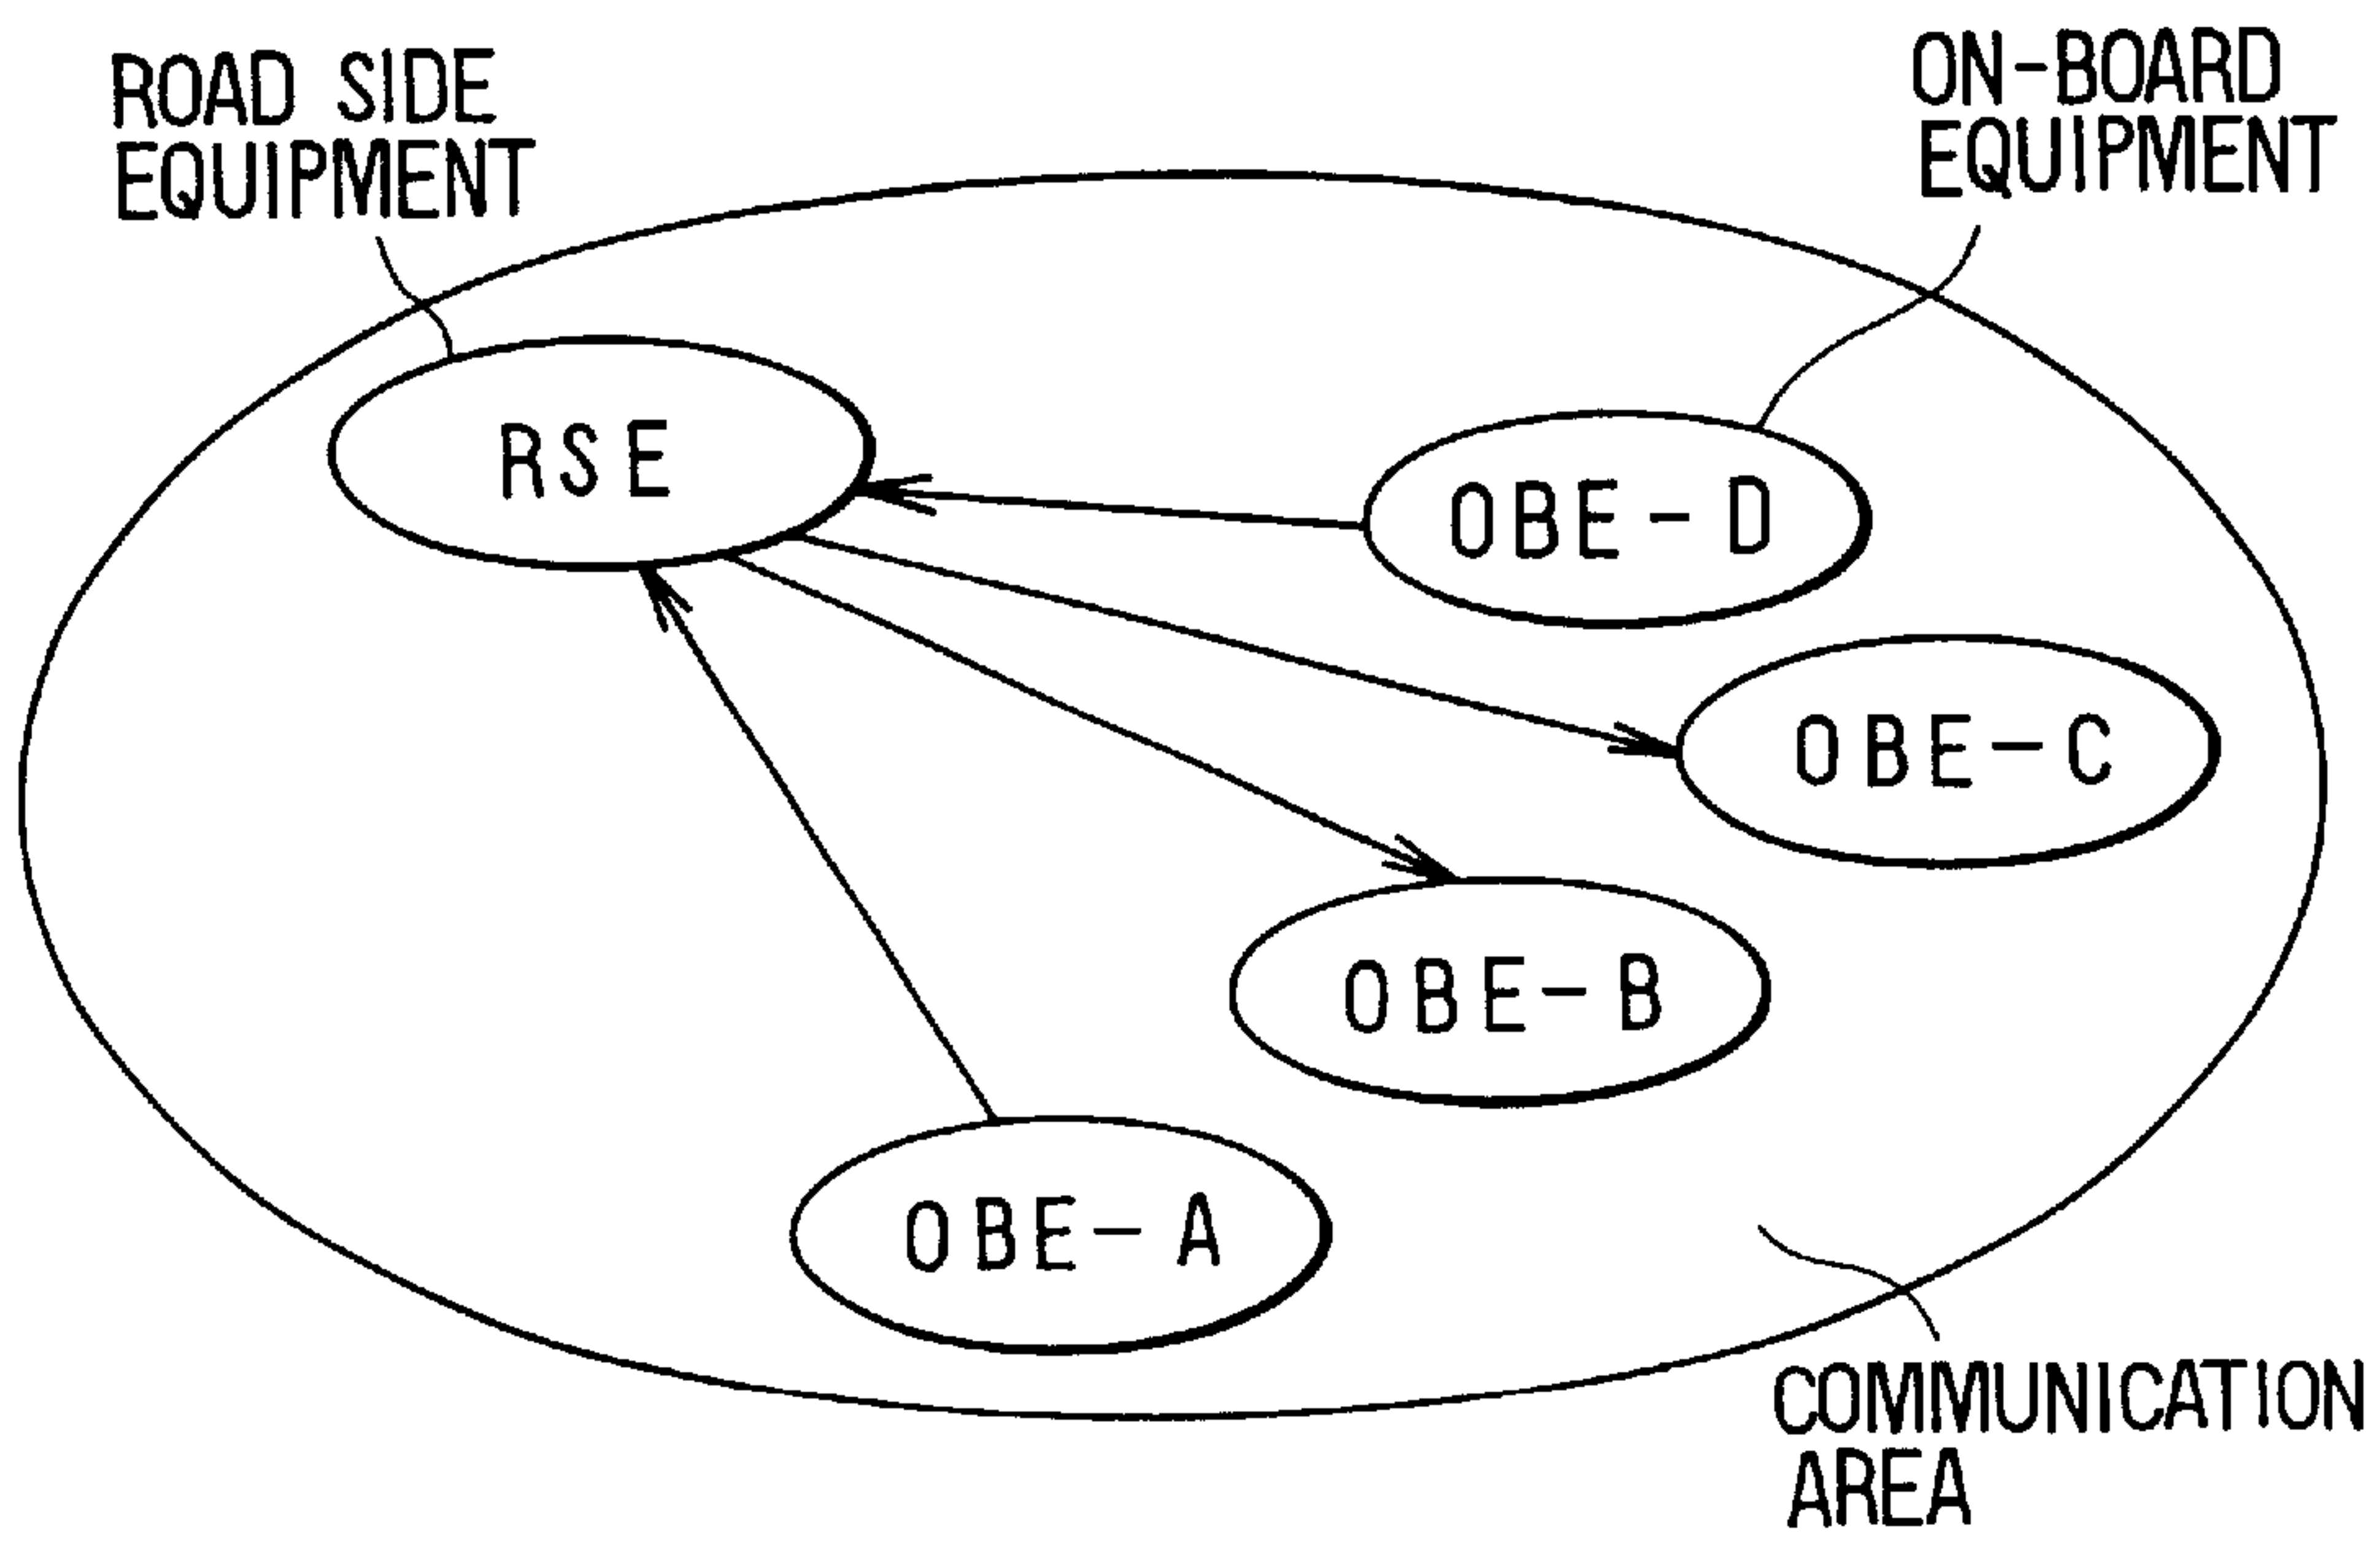 ROAD SIDE
EQUIPMENT
ON-BOARD
EQUIPMENT
RSE
OBE-D
OBE-C
OBE-B
OBE-A
COMMUNICATION
AREA